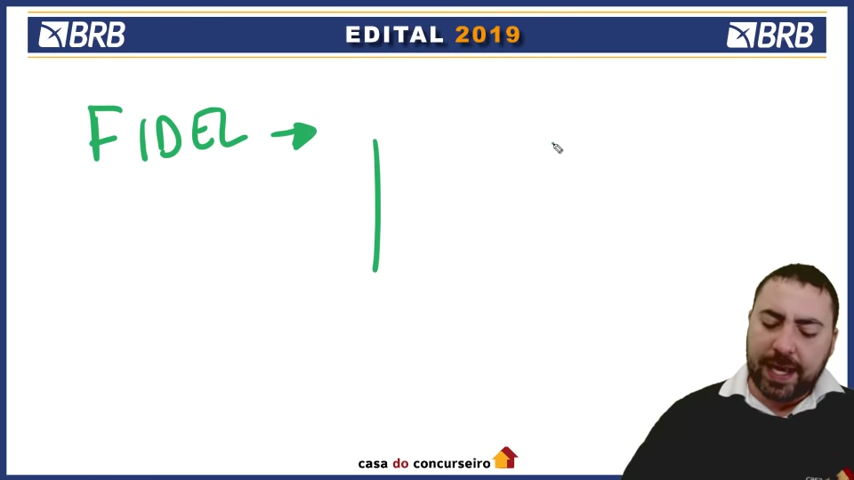 BRB
EDITAL 2019
BRB
FIDEL →
casa do concurseiro